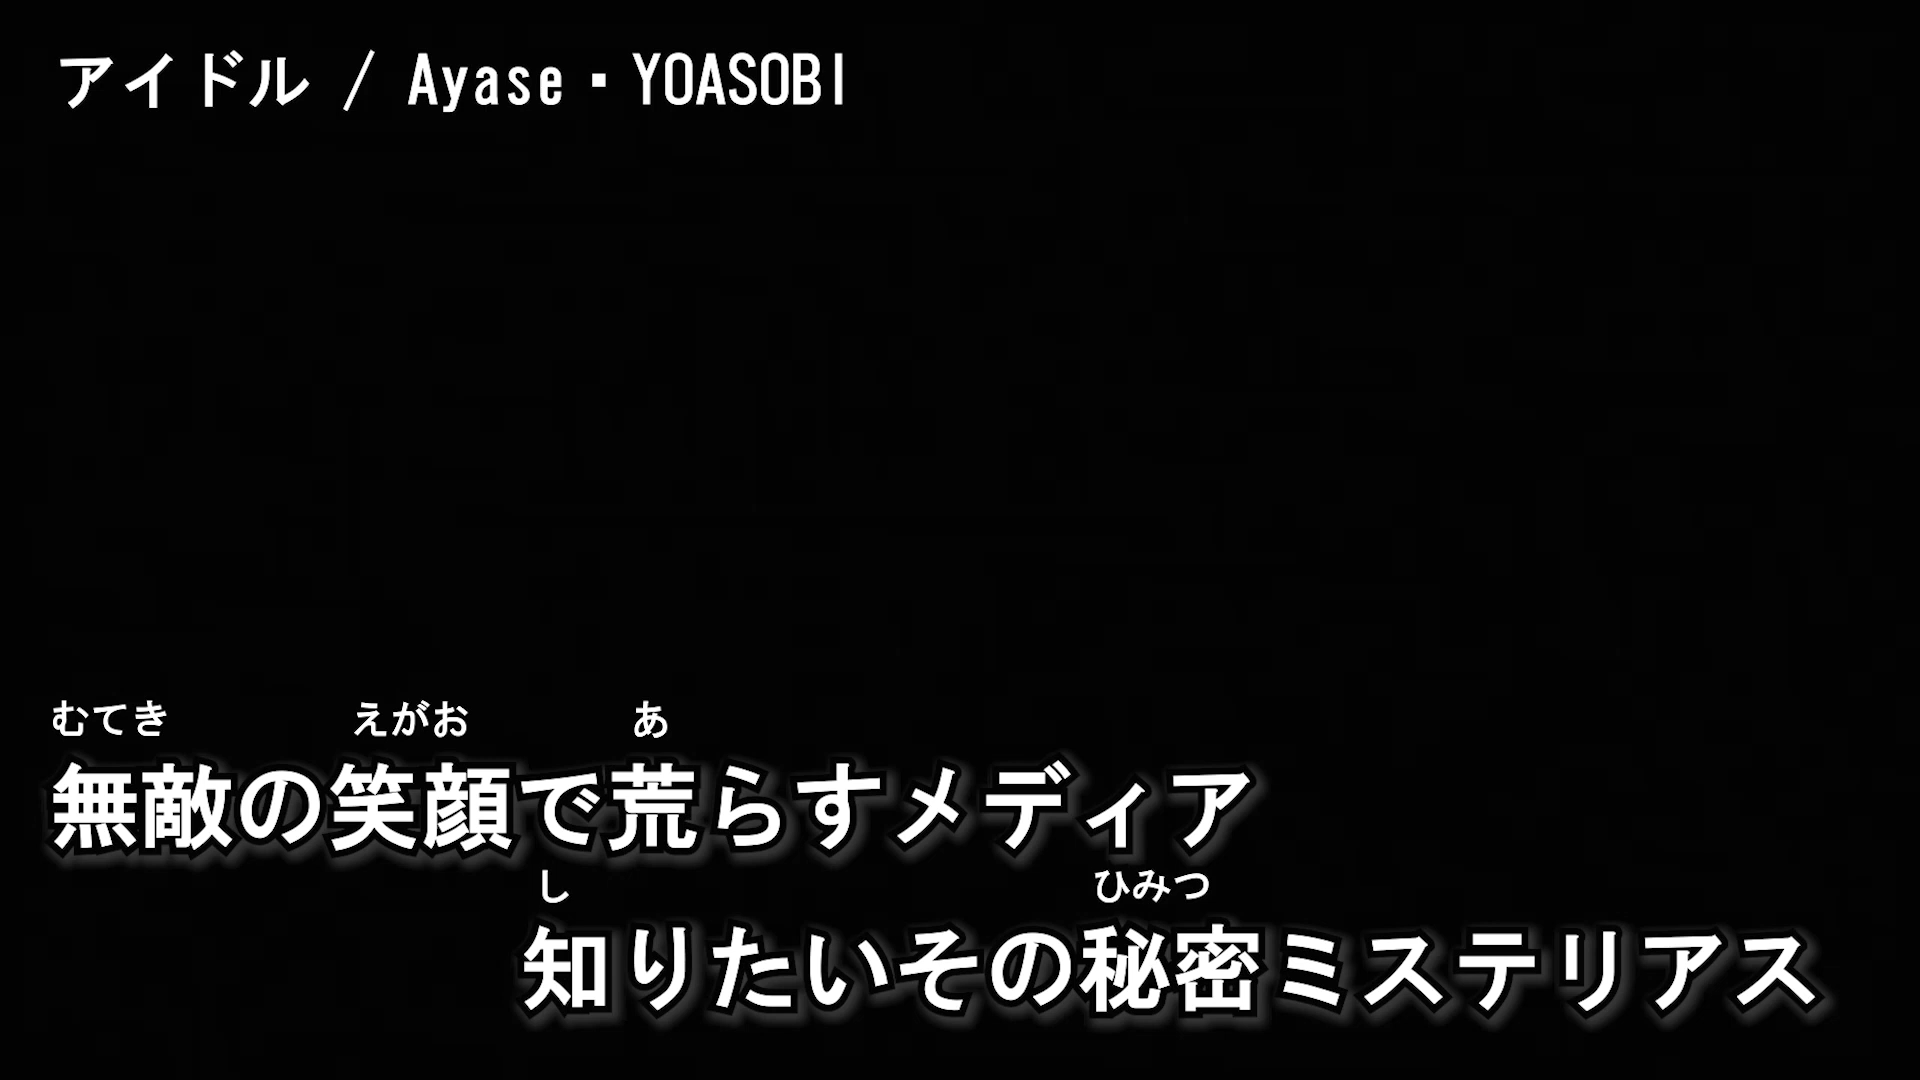 アイドル / Ayase・YOASOBI
むてき えがお あ
無敵の笑顔で荒らすメディア
し ひみつ
知りたいその秘密ミステリアス